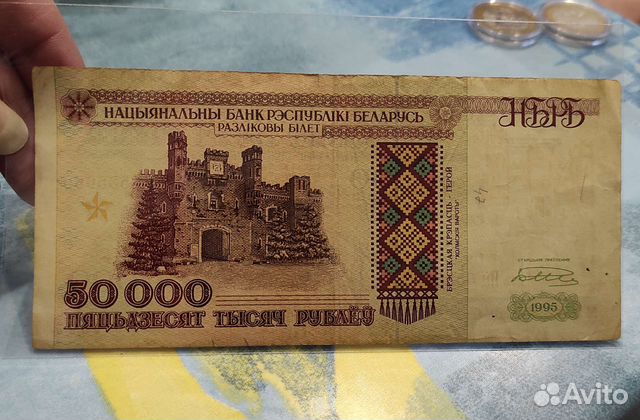 НАЦЫЯНАЛЬНЫ БАНК РЭСПУБЛІКІ БЕЛАРУСЬ
РАЗЛІКОВЫ БІЛЕТ
НБРБ
БРЭСЦКАЯ КРЭПАСЦЬ - ГЕРОЙ
"ХОЛМСКІЯ ВАРОТЫ"
СТАРШЫНЯ ПРАЎЛЕННЯ
1995
50 000
ПЯЦЬДЗЕСЯТ ТЫСЯЧ РУБЛЁЎ
Avito